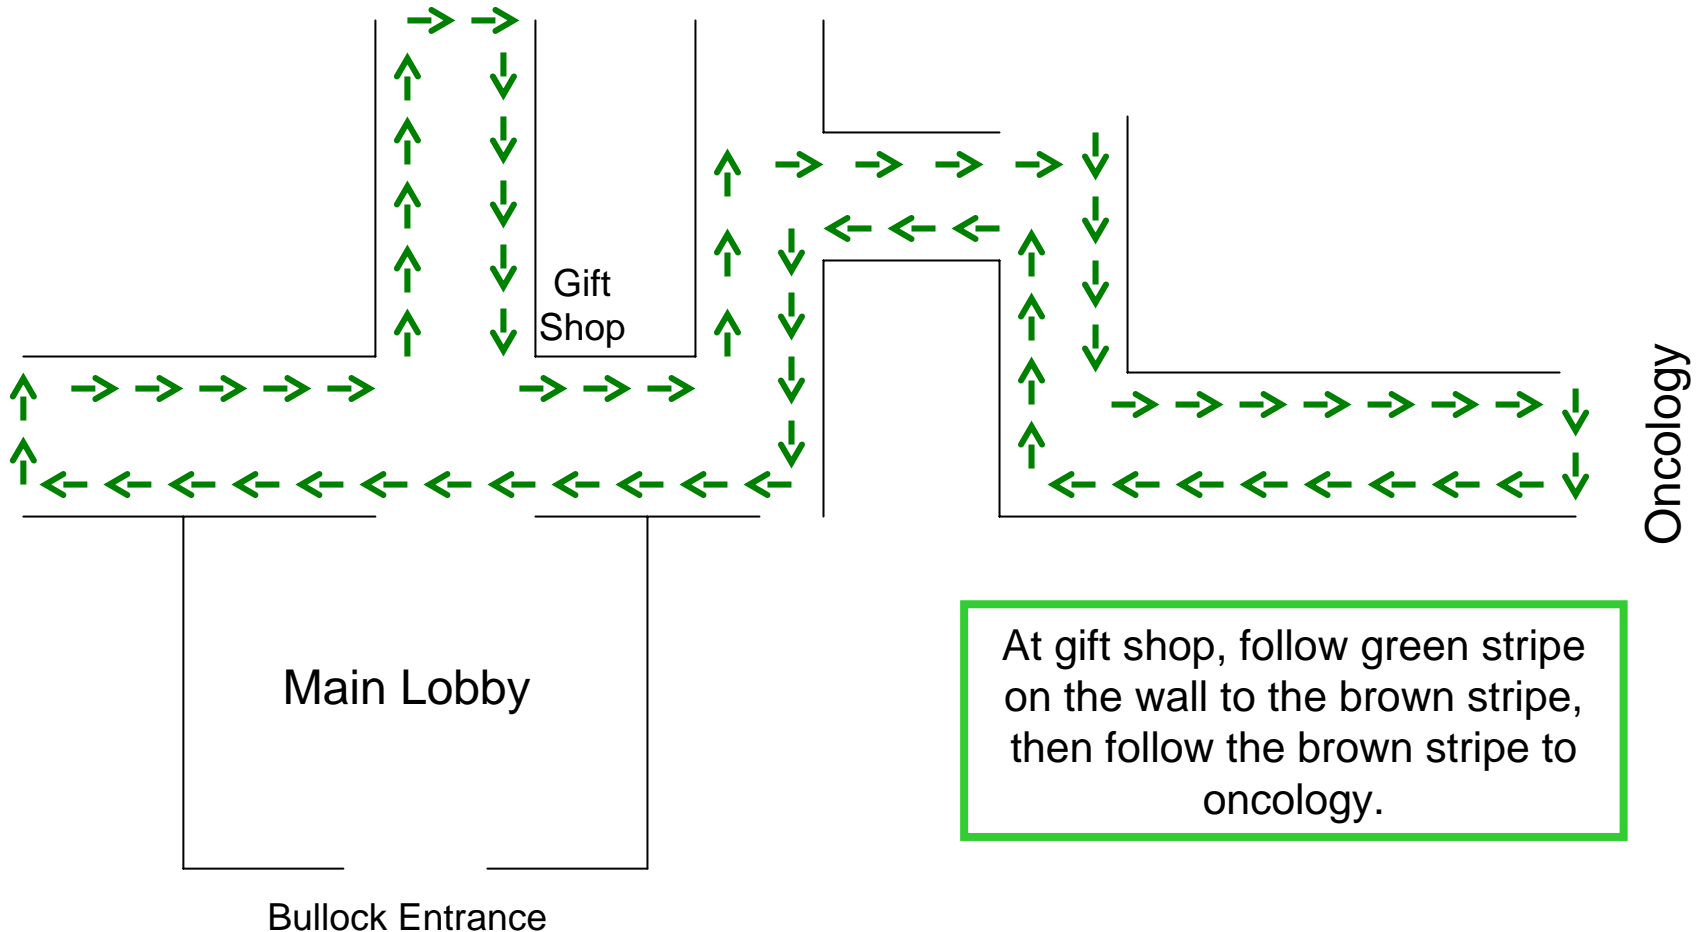 Gift
Shop
Oncology
Main Lobby
At gift shop, follow green stripe
on the wall to the brown stripe,
then follow the brown stripe to
oncology.
Bullock Entrance